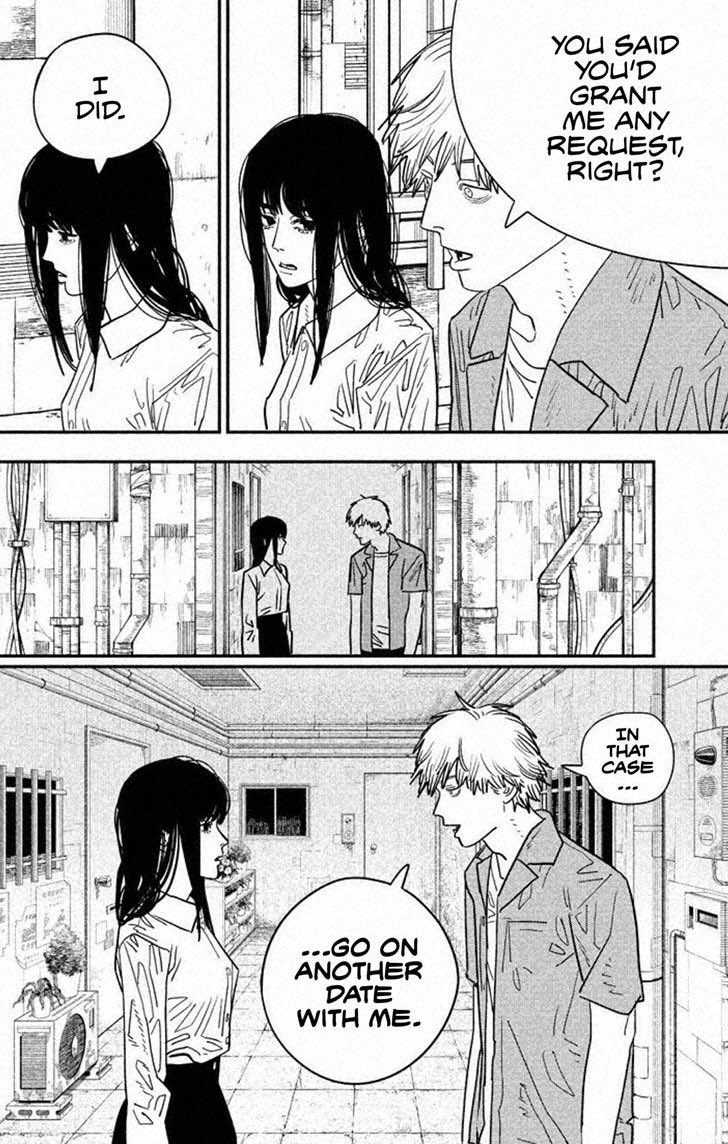 YOU SAID
YOU'D
GRANT
ME ANY
REQUEST,
RIGHT?
I
DID.
IN
THAT
CASE
...
...GO ON
ANOTHER
DATE
WITH ME.